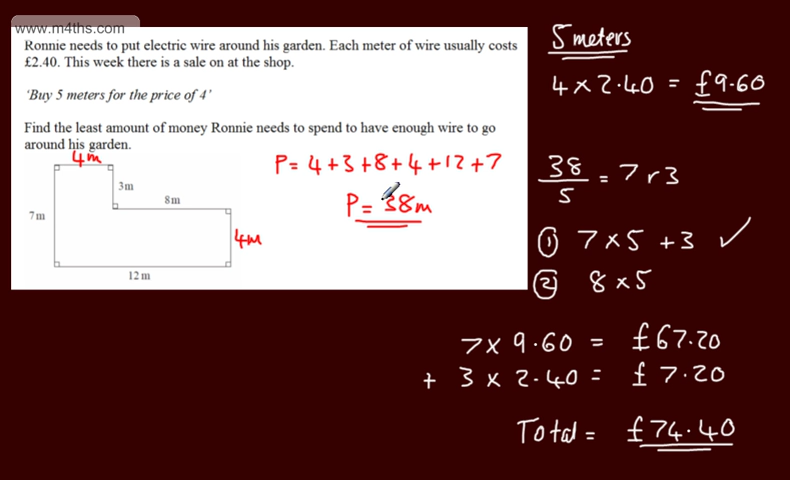 www.m4ths.com
Ronnie needs to put electric wire around his garden. Each meter of wire usually costs
£2.40. This week there is a sale on at the shop.
'Buy 5 meters for the price of 4'
Find the least amount of money Ronnie needs to spend to have enough wire to go
around his garden.
4m
3m
8m
7m
4m
12m
P= 4+3+8+4+12+7
P= 38m
5 meters
4 × 2.40 = £9.60
38/5 = 7 r 3
① 7 × 5 + 3 ✓
② 8 × 5
7 × 9.60 = £67.20
+ 3 × 2.40 = £ 7.20
Total = £74.40